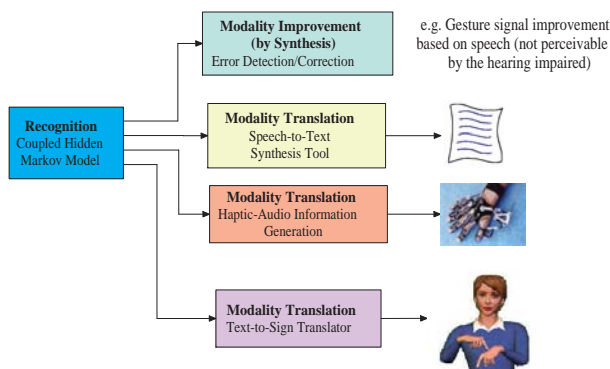 Modality Improvement
(by Synthesis)
Error Detection/Correction
e.g. Gesture signal improvement
based on speech (not perceivable
by the hearing impaired)
Recognition
Coupled Hidden
Markov Model
Modality Translation
Speech-to-Text
Synthesis Tool
Modality Translation
Haptic-Audio Information
Generation
Modality Translation
Text-to-Sign Translator